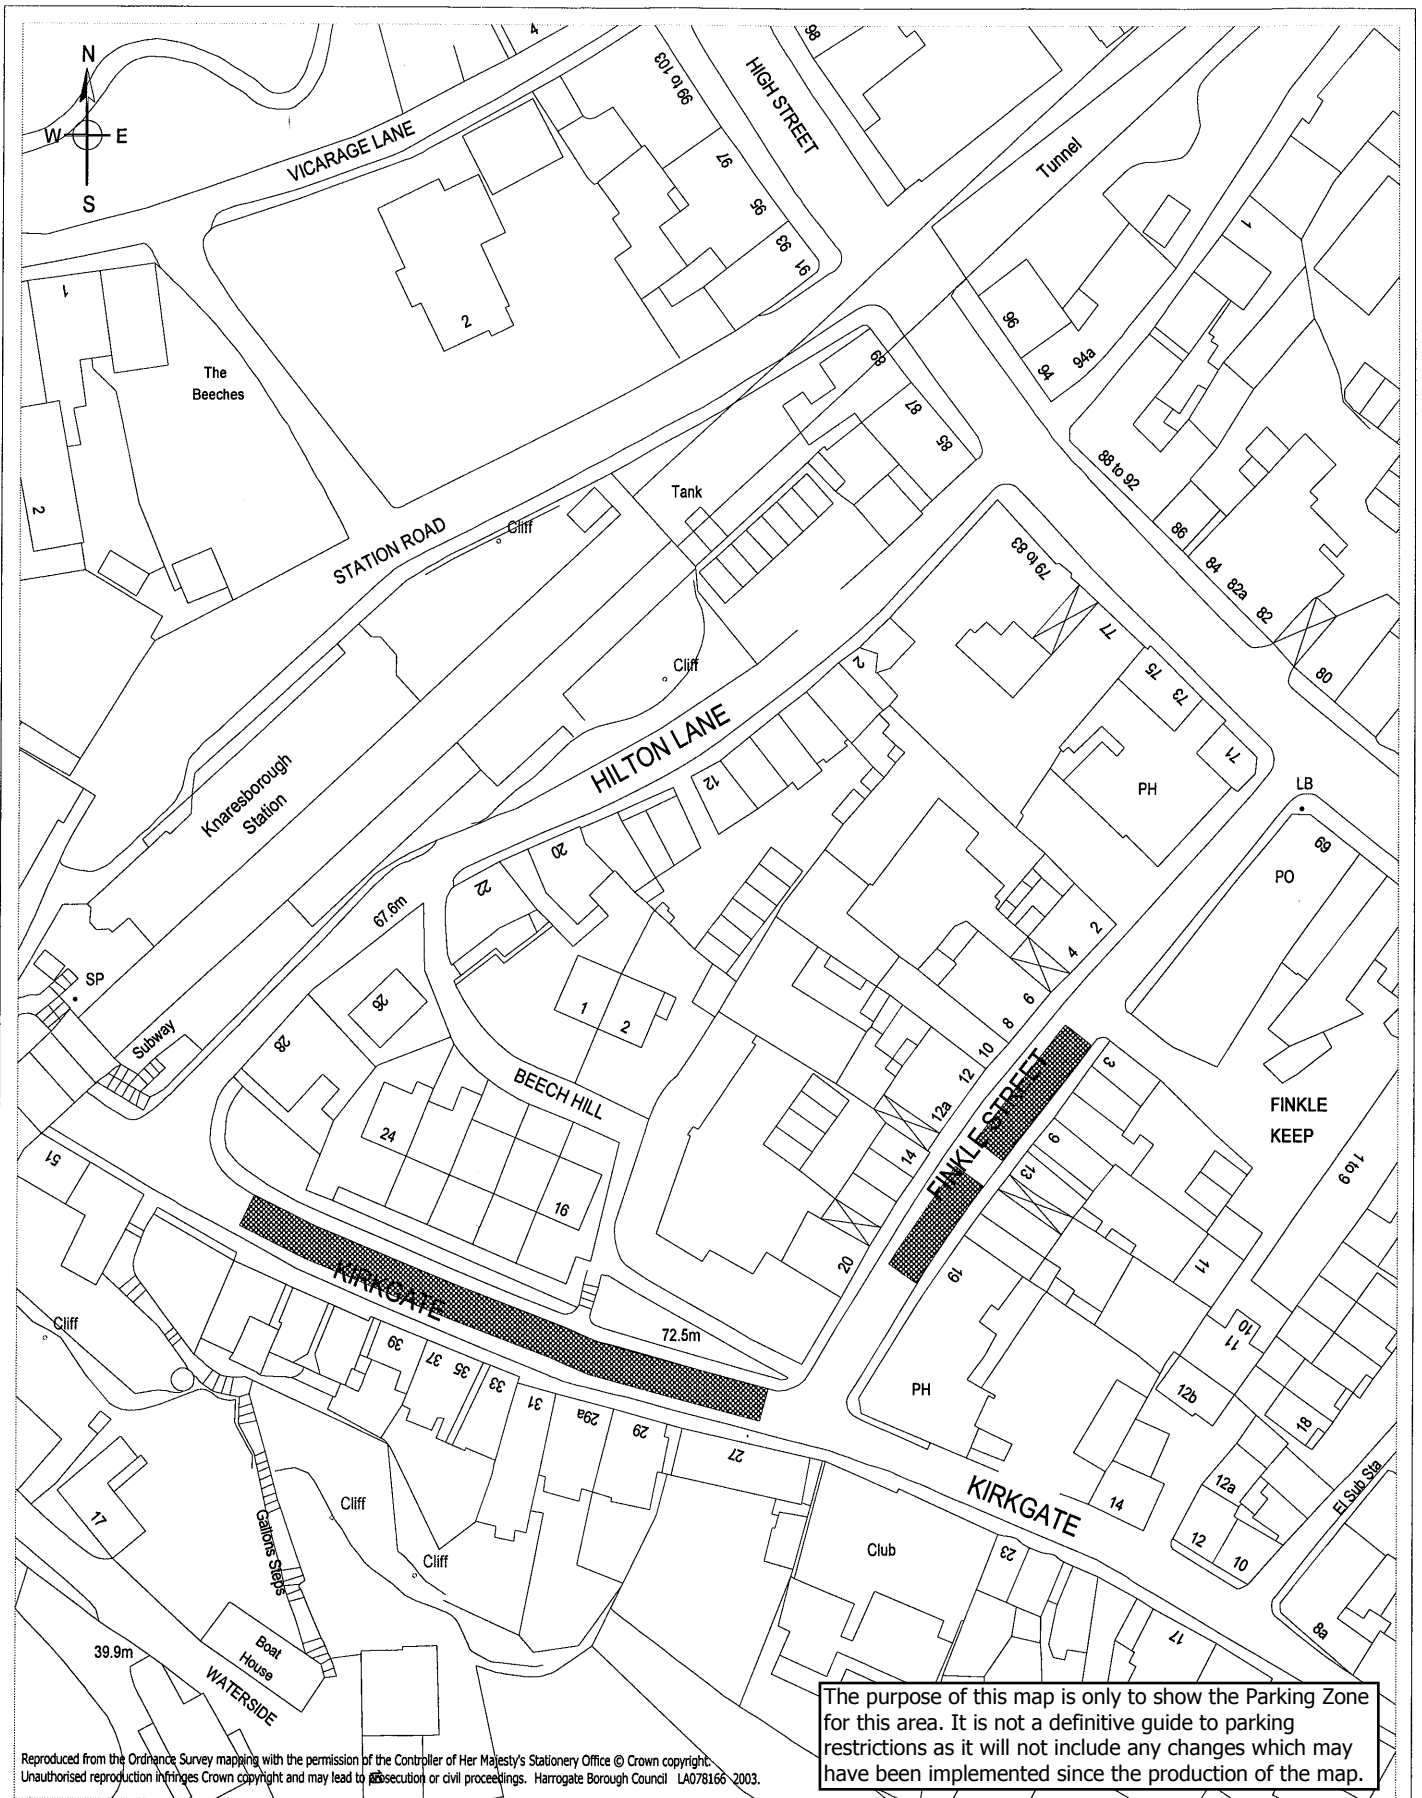 N
W
E
S
VICARAGE LANE
4
99 to 103
HIGH STREET
98
97
95
93
91
Tunnel
1
1
2
The
Beeches
2
96
94
94a
89
87
85
88 to 92
86
84
82a
82
80
Tank
Cliff
STATION ROAD
79 to 83
77
75
73
71
Cliff
2
HILTON LANE
12
PH
LB
69
PO
Knaresborough
Station
20
22
67.6m
SP
Subway
26
28
1
2
BEECH HILL
24
16
2
4
6
8
10
12
12a
14
20
FINKLE STREET
3
9
13
19
FINKLE
KEEP
1 to 9
11
10
11
12b
18
51
KIRKGATE
72.5m
Cliff
39
37
35
33
31
29a
29
27
PH
KIRKGATE
14
12a
12
10
El Sub Sta
8a
17
Gallons Steps
Cliff
Cliff
Club
23
17
39.9m
Boat
House
WATERSIDE
The purpose of this map is only to show the Parking Zone
for this area. It is not a definitive guide to parking
restrictions as it will not include any changes which may
have been implemented since the production of the map.
Reproduced from the Ordnance Survey mapping with the permission of the Controller of Her Majesty's Stationery Office © Crown copyright.
Unauthorised reproduction infringes Crown copyright and may lead to prosecution or civil proceedings. Harrogate Borough Council LA078166 2003.